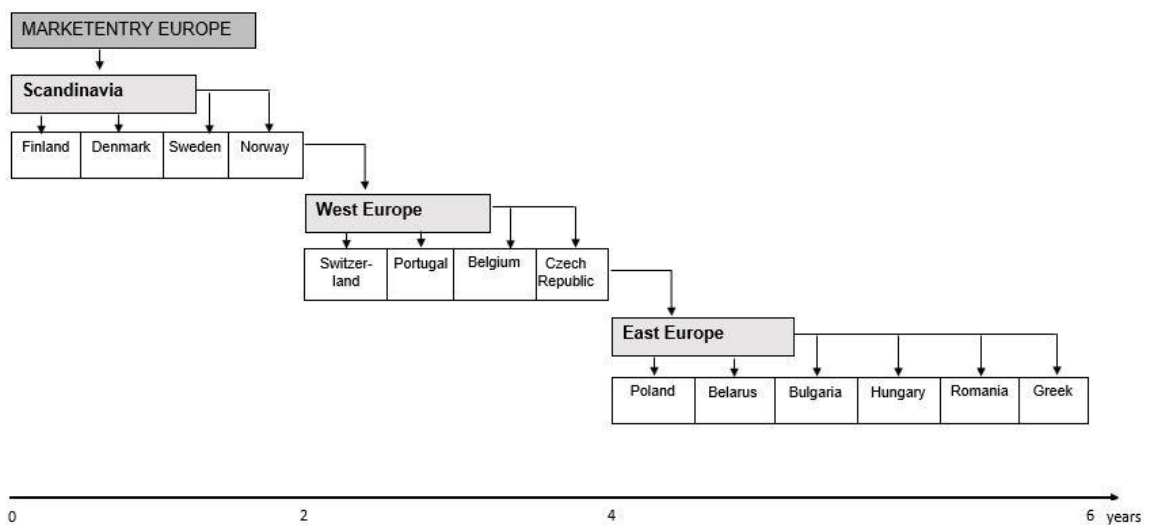 MARKETENTRY EUROPE
Scandinavia
Finland
Denmark
Sweden
Norway
West Europe
Switzer-
land
Portugal
Belgium
Czech
Republic
East Europe
Poland
Belarus
Bulgaria
Hungary
Romania
Greek
0
2
4
6
years